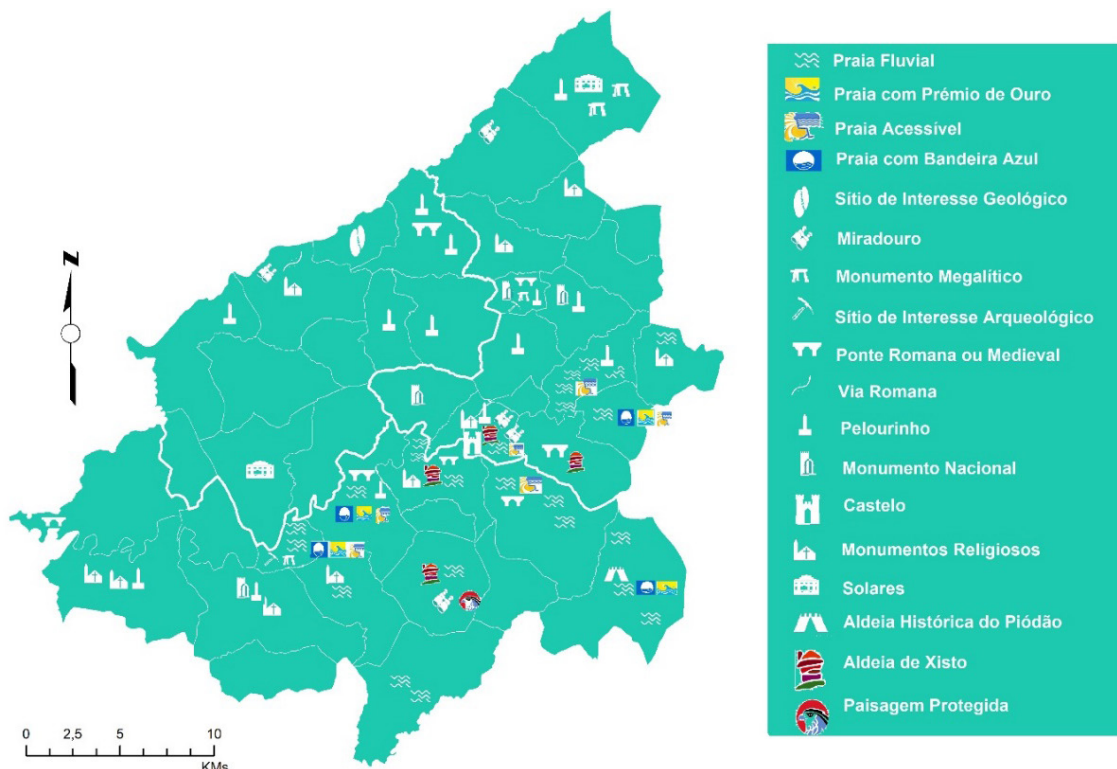 Praia Fluvial
Praia com Prémio de Ouro
Praia Acessível
Praia com Bandeira Azul
Sítio de Interesse Geológico
Miradouro
Monumento Megalítico
Sítio de Interesse Arqueológico
Ponte Romana ou Medieval
Via Romana
Pelourinho
Monumento Nacional
Castelo
Monumentos Religiosos
Solares
Aldeia Histórica do Piódão
Aldeia de Xisto
Paisagem Protegida
N
0 2,5 5 10
KMs